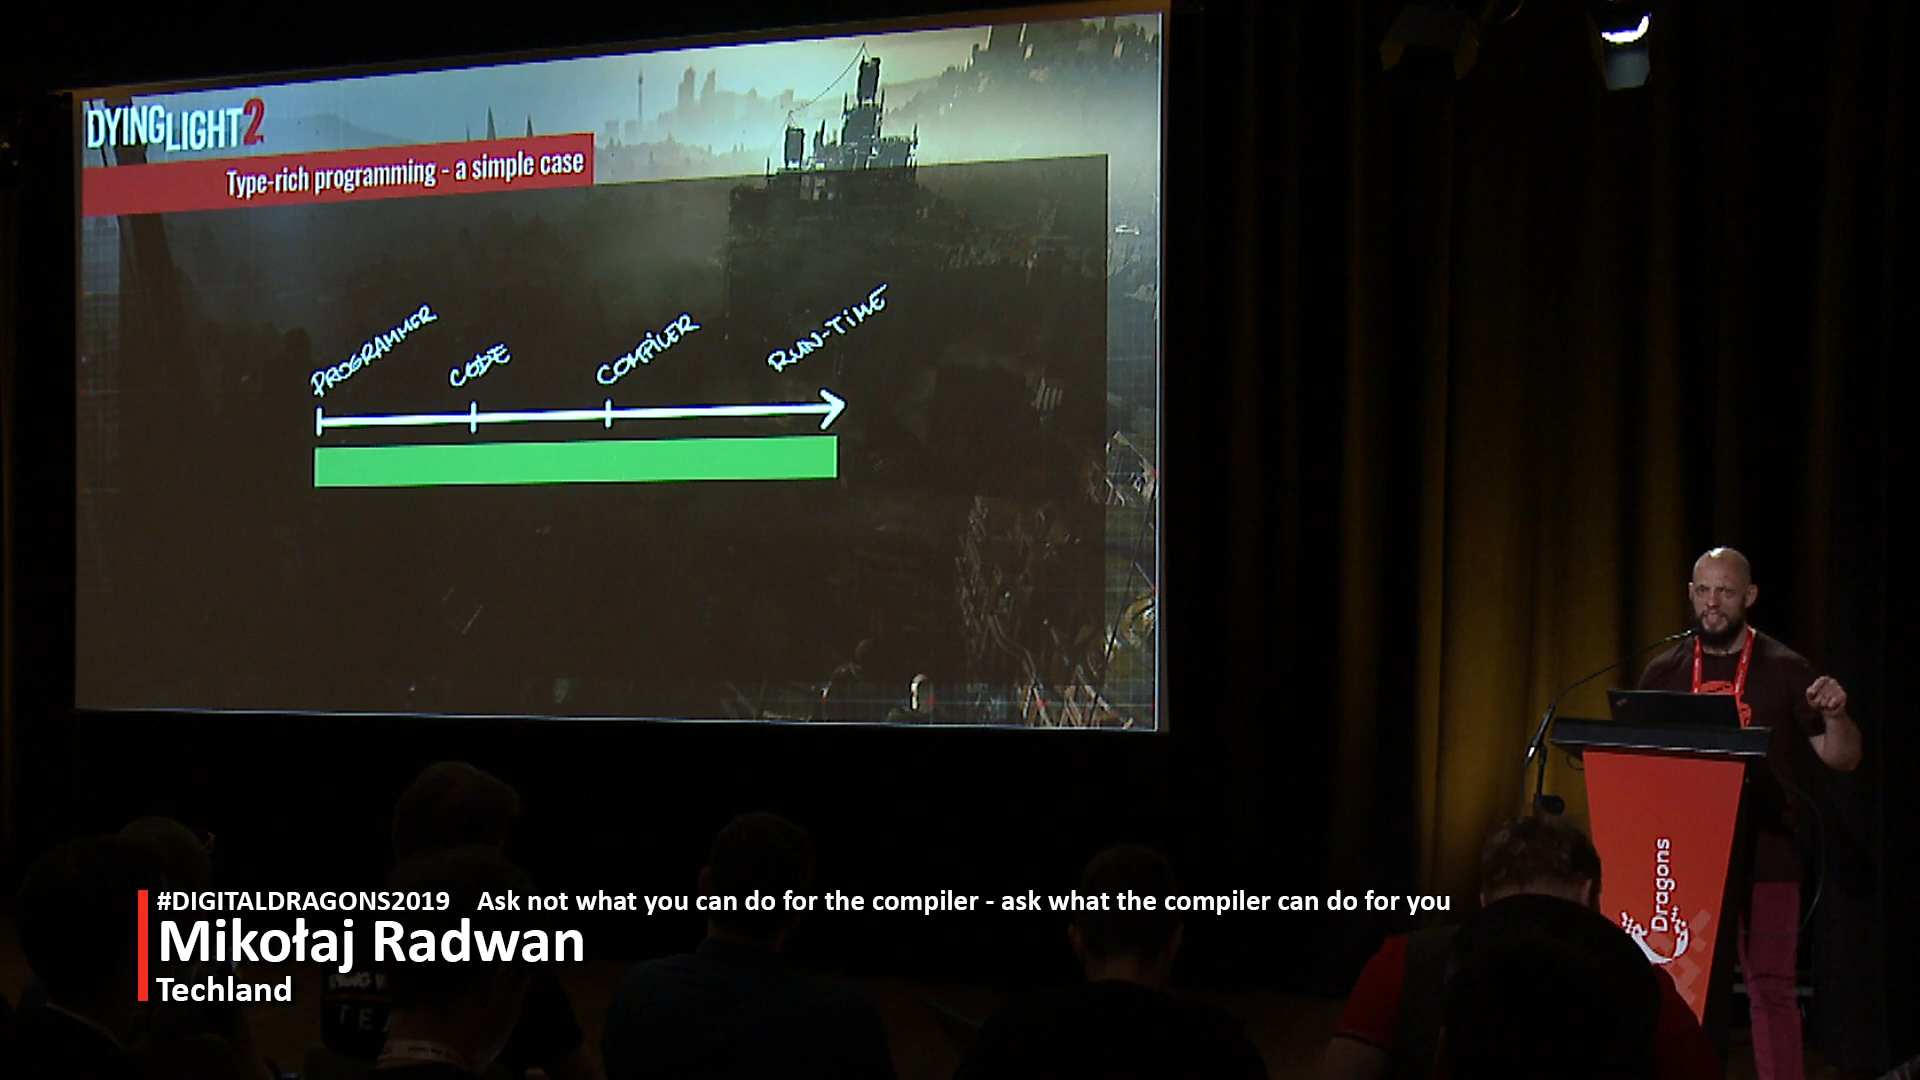 DYINGLIGHT2
Type-rich programming - a simple case
PROGRAMMER
CODE
COMPILER
RUN-TIME
Dragons
#DIGITALDRAGONS2019 Ask not what you can do for the compiler - ask what the compiler can do for you
Mikołaj Radwan
Techland